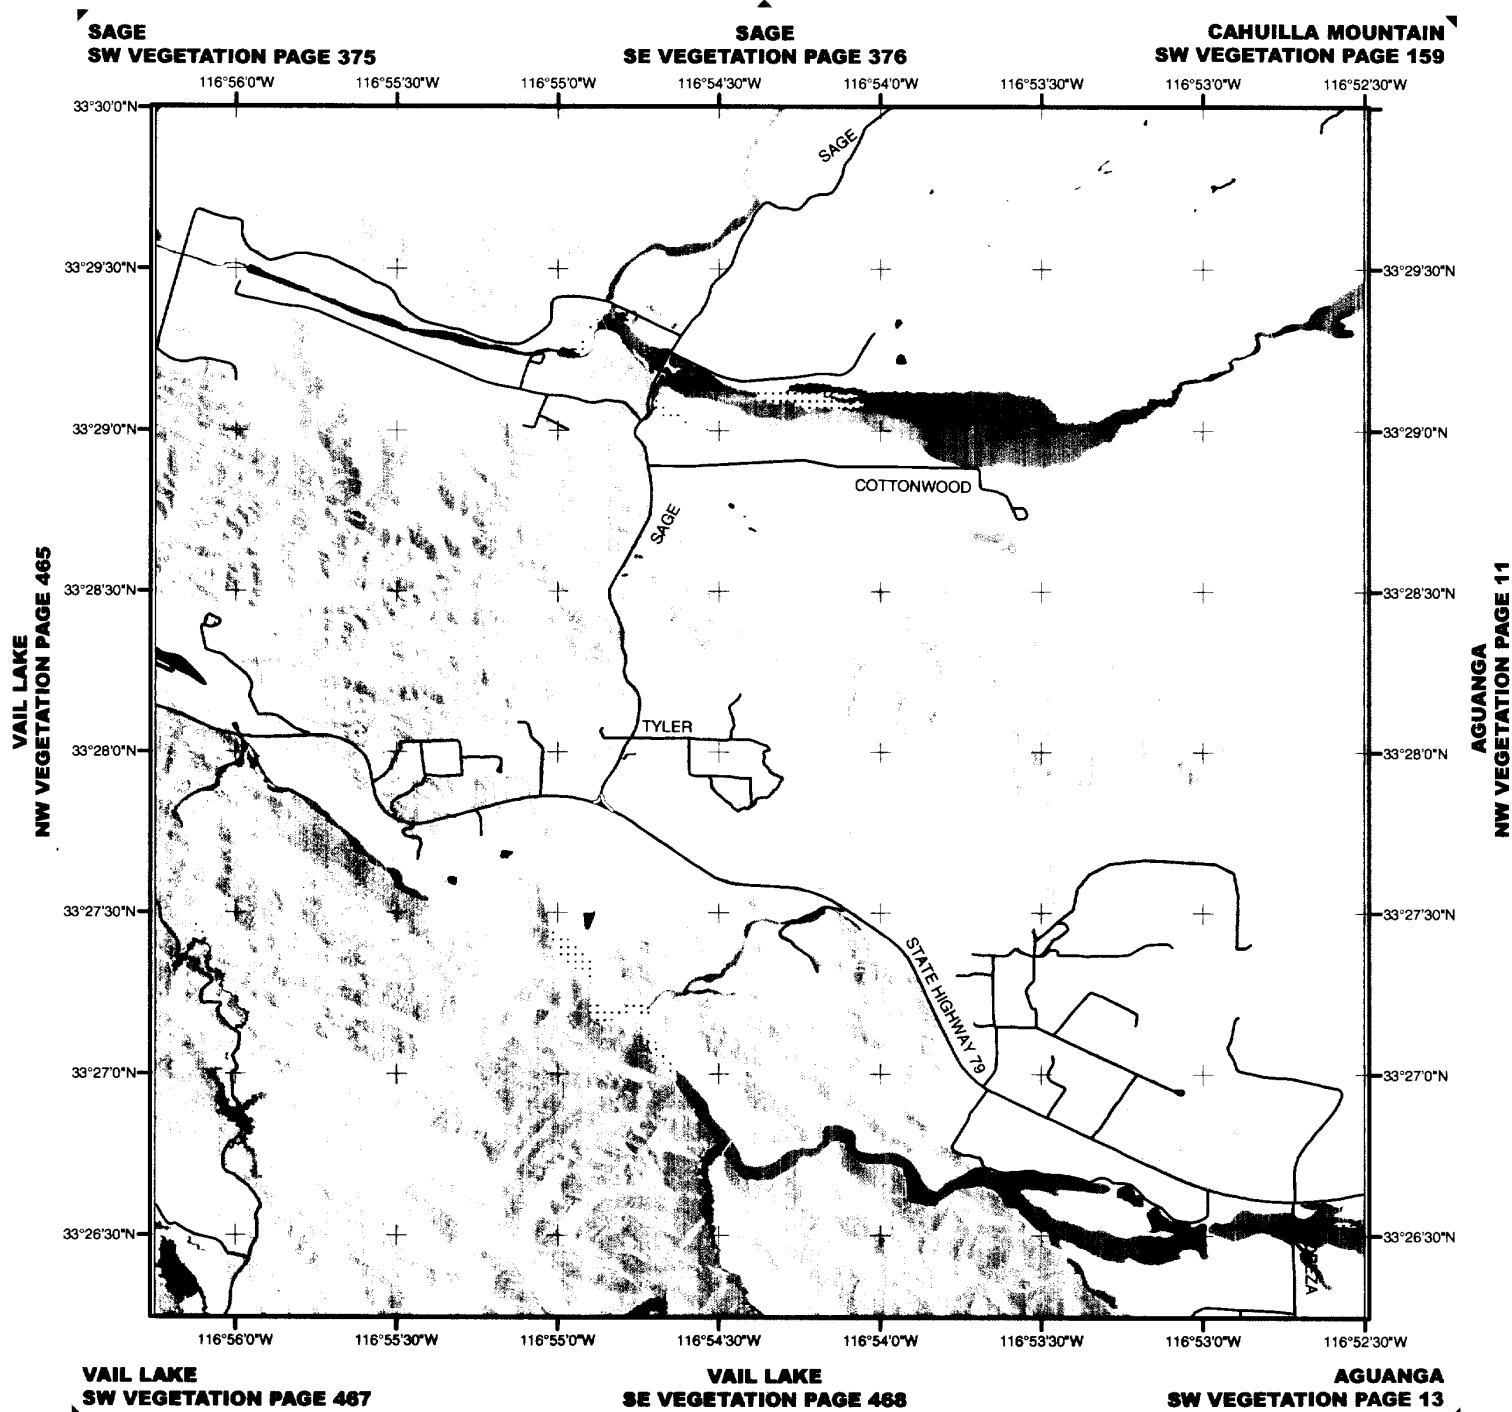 SAGE
SW VEGETATION PAGE 375
SAGE
SE VEGETATION PAGE 376
CAHUILLA MOUNTAIN
SW VEGETATION PAGE 159
116°56'0"W 116°55'30"W 116°55'0"W 116°54'30"W 116°54'0"W 116°53'30"W 116°53'0"W 116°52'30"W
33°30'0"N
SAGE
33°29'30"N 33°29'30"N
33°29'0"N 33°29'0"N
COTTONWOOD
SAGE
VAIL LAKE
NW VEGETATION PAGE 465
AGUANGA
NW VEGETATION PAGE 11
33°28'30"N 33°28'30"N
TYLER
33°28'0"N 33°28'0"N
33°27'30"N 33°27'30"N
STATE HIGHWAY 79
33°27'0"N 33°27'0"N
33°26'30"N 33°26'30"N
116°56'0"W 116°55'30"W 116°55'0"W 116°54'30"W 116°54'0"W 116°53'30"W 116°53'0"W 116°52'30"W
VAIL LAKE
SW VEGETATION PAGE 467
VAIL LAKE
SE VEGETATION PAGE 468
AGUANGA
SW VEGETATION PAGE 13